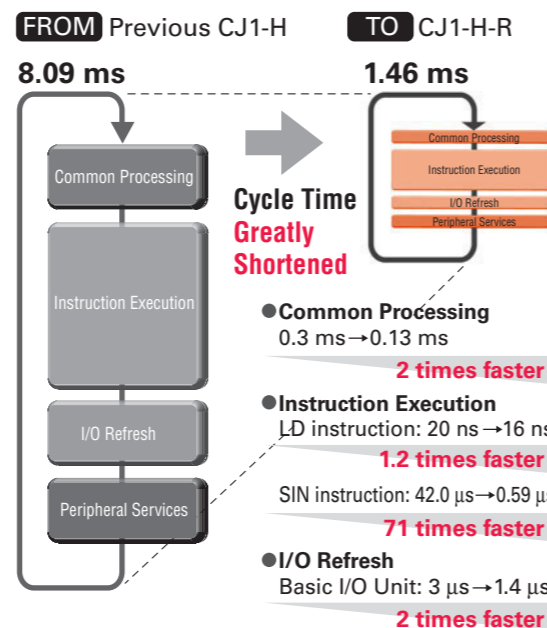 FROM Previous CJ1-H
TO CJ1-H-R
8.09 ms
1.46 ms
Common Processing
Instruction Execution
I/O Refresh
Peripheral Services
Cycle Time
Greatly
Shortened
Common Processing
Instruction Execution
I/O Refresh
Peripheral Services
●Common Processing
0.3 ms→0.13 ms
2 times faster
●Instruction Execution
LD instruction: 20 ns→16 ns
1.2 times faster
SIN instruction: 42.0 µs→0.59 µs
71 times faster
●I/O Refresh
Basic I/O Unit: 3 µs→1.4 µs
2 times faster